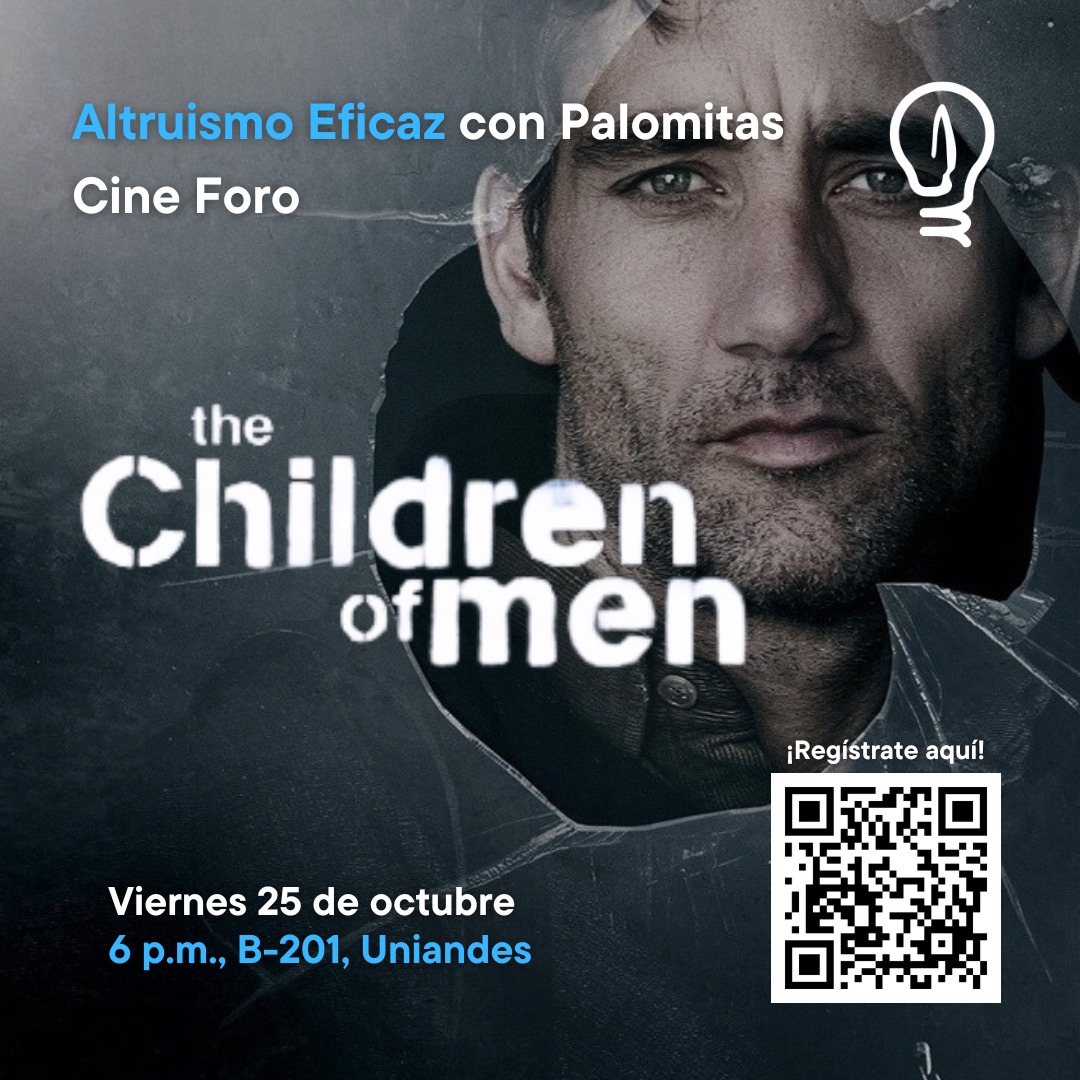 Altruismo Eficaz con Palomitas
Cine Foro
the
Children
of men
¡Regístrate aquí!
Viernes 25 de octubre
6 p.m., B-201, Uniandes